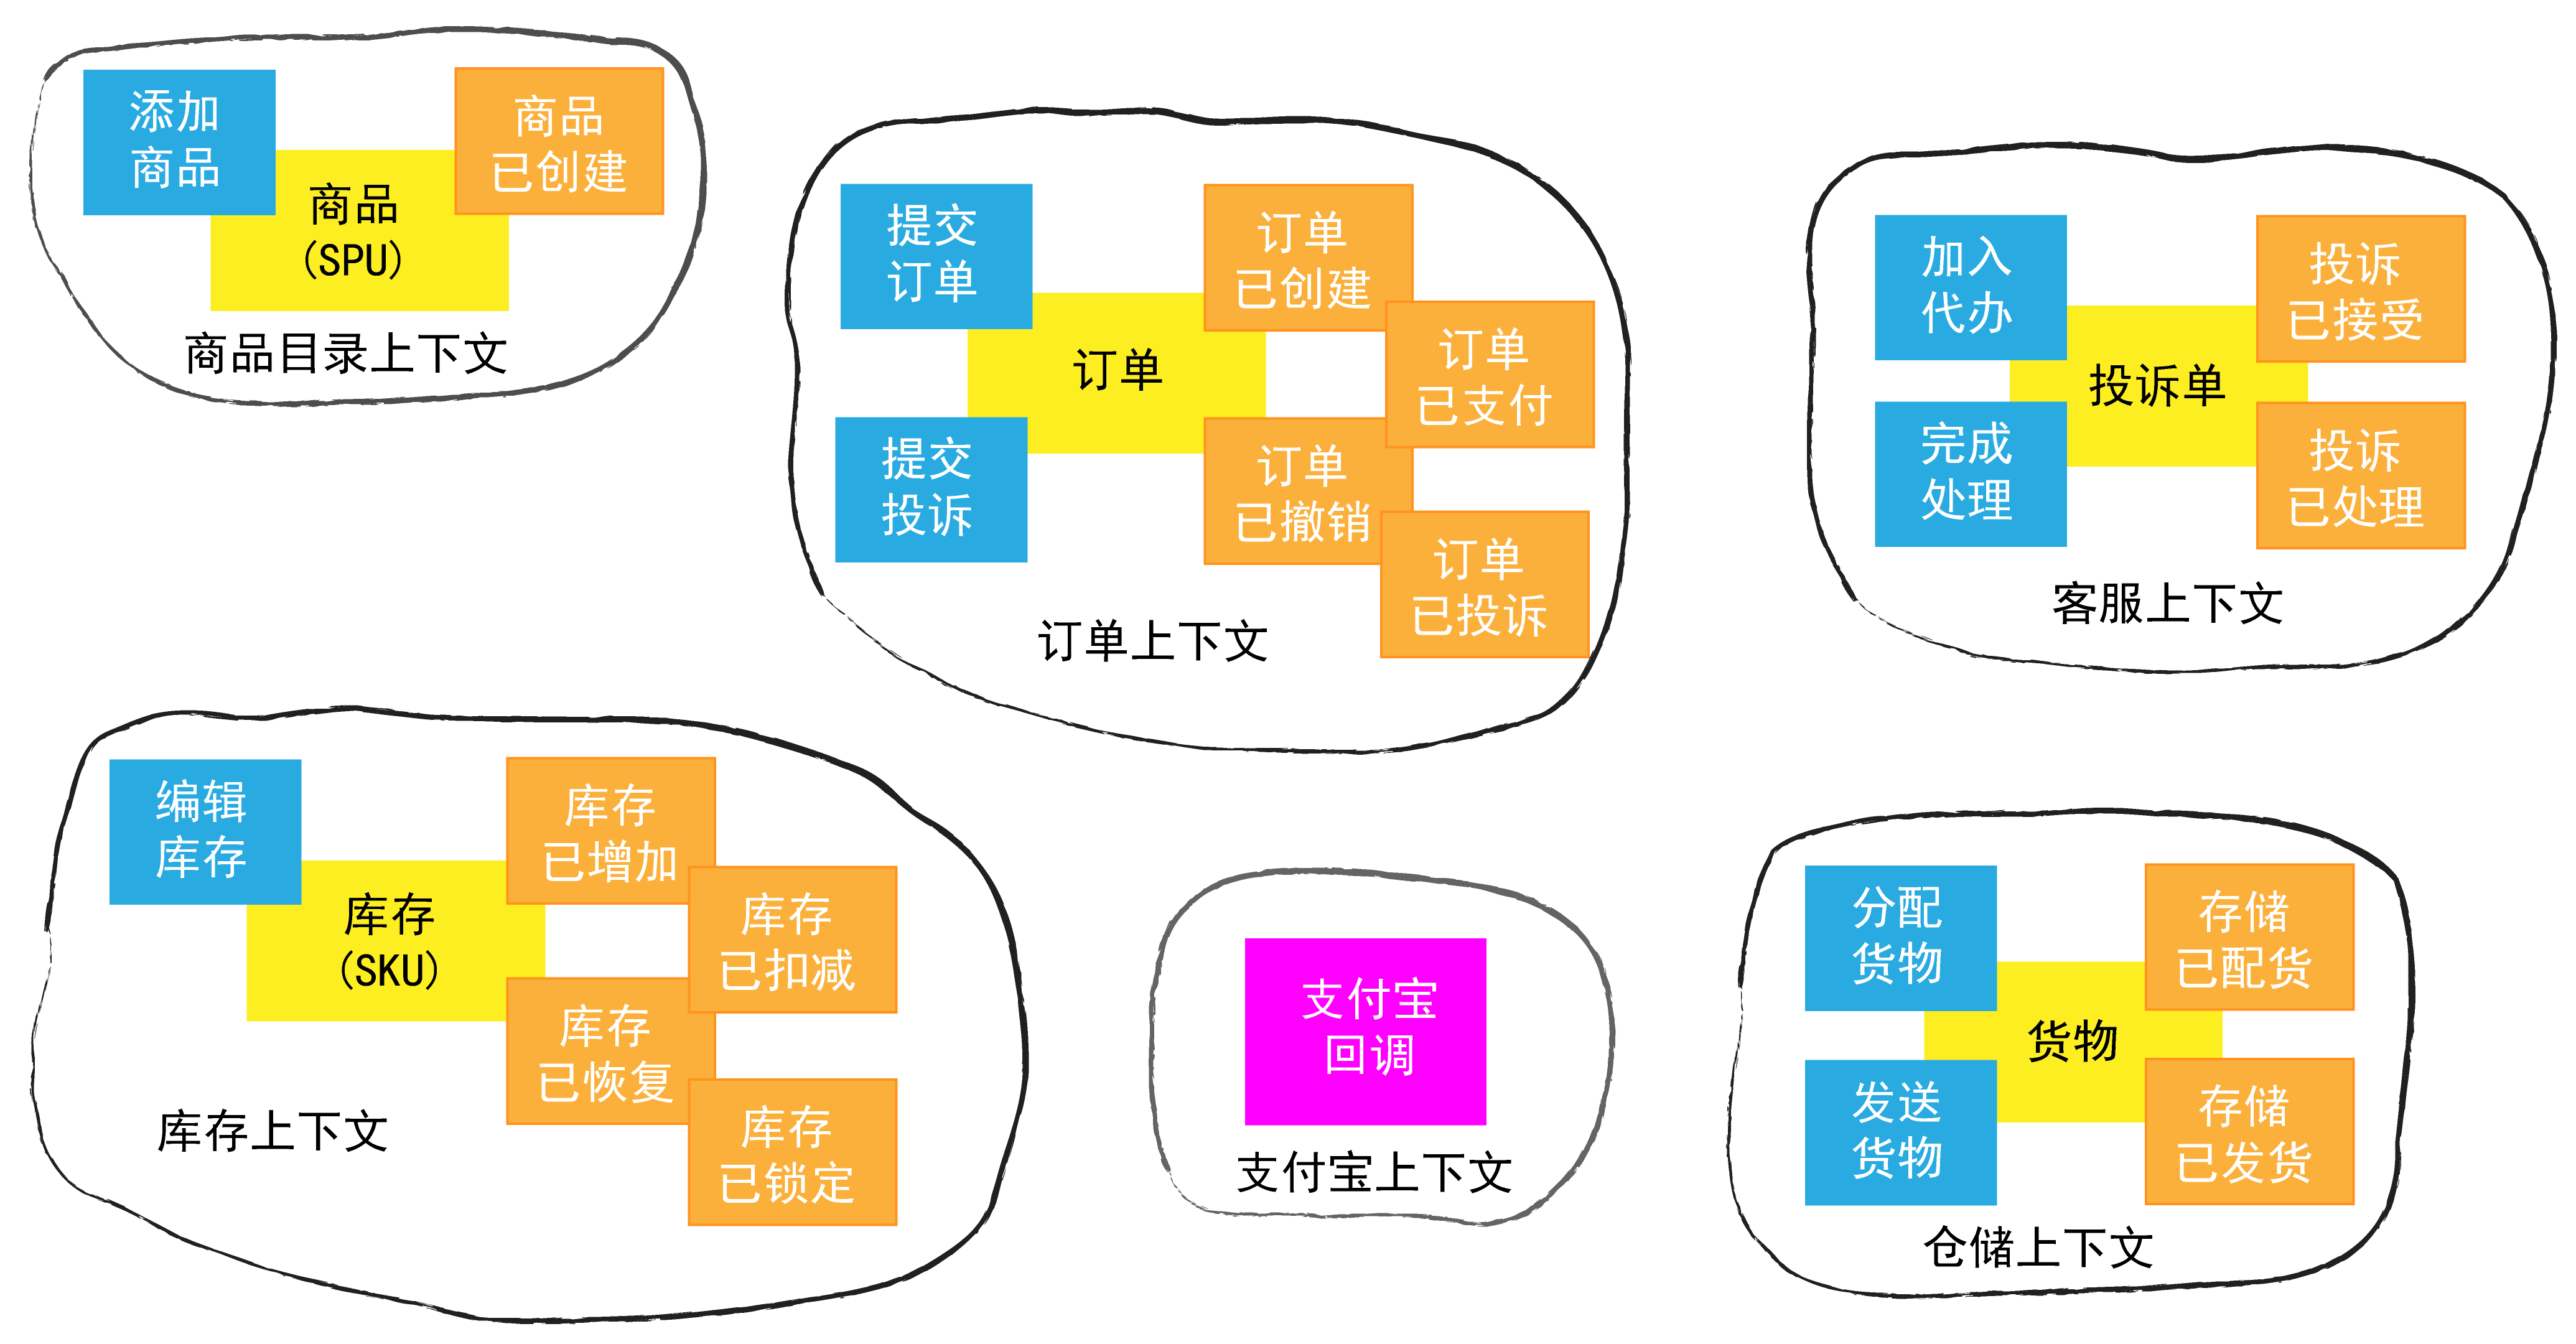 添加
商品
商品
已创建
商品
(SPU)
商品目录上下文
提交
订单
订单
已创建
订单
订单
已支付
提交
投诉
订单
已撤销
订单
已投诉
订单上下文
加入
代办
投诉
已接受
投诉单
完成
处理
投诉
已处理
客服上下文
编辑
库存
库存
已增加
库存
(SKU)
库存
已扣减
库存
已恢复
库存
已锁定
库存上下文
支付宝
回调
支付宝上下文
分配
货物
存储
已配货
货物
发送
货物
存储
已发货
仓储上下文